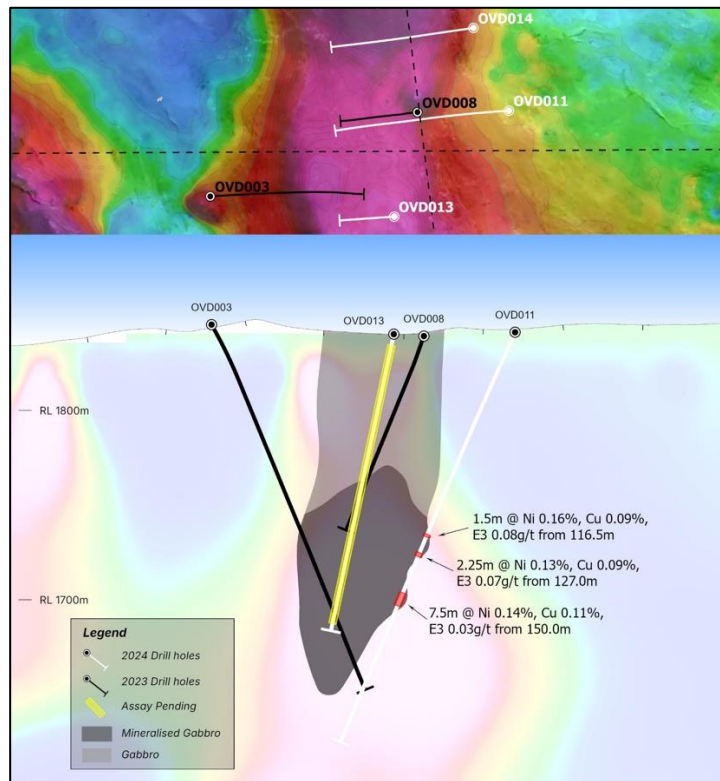 OVD014
OVD008
OVD011
OVD003
OVD013
OVD003
OVD013
OVD008
OVD011
RL 1800m
1.5m @ Ni 0.16%, Cu 0.09%,
E3 0.08g/t from 116.5m
2.25m @ Ni 0.13%, Cu 0.09%,
E3 0.07g/t from 127.0m
RL 1700m
7.5m @ Ni 0.14%, Cu 0.11%,
E3 0.03g/t from 150.0m
Legend
2024 Drill holes
2023 Drill holes
Assay Pending
Mineralised Gabbro
Gabbro